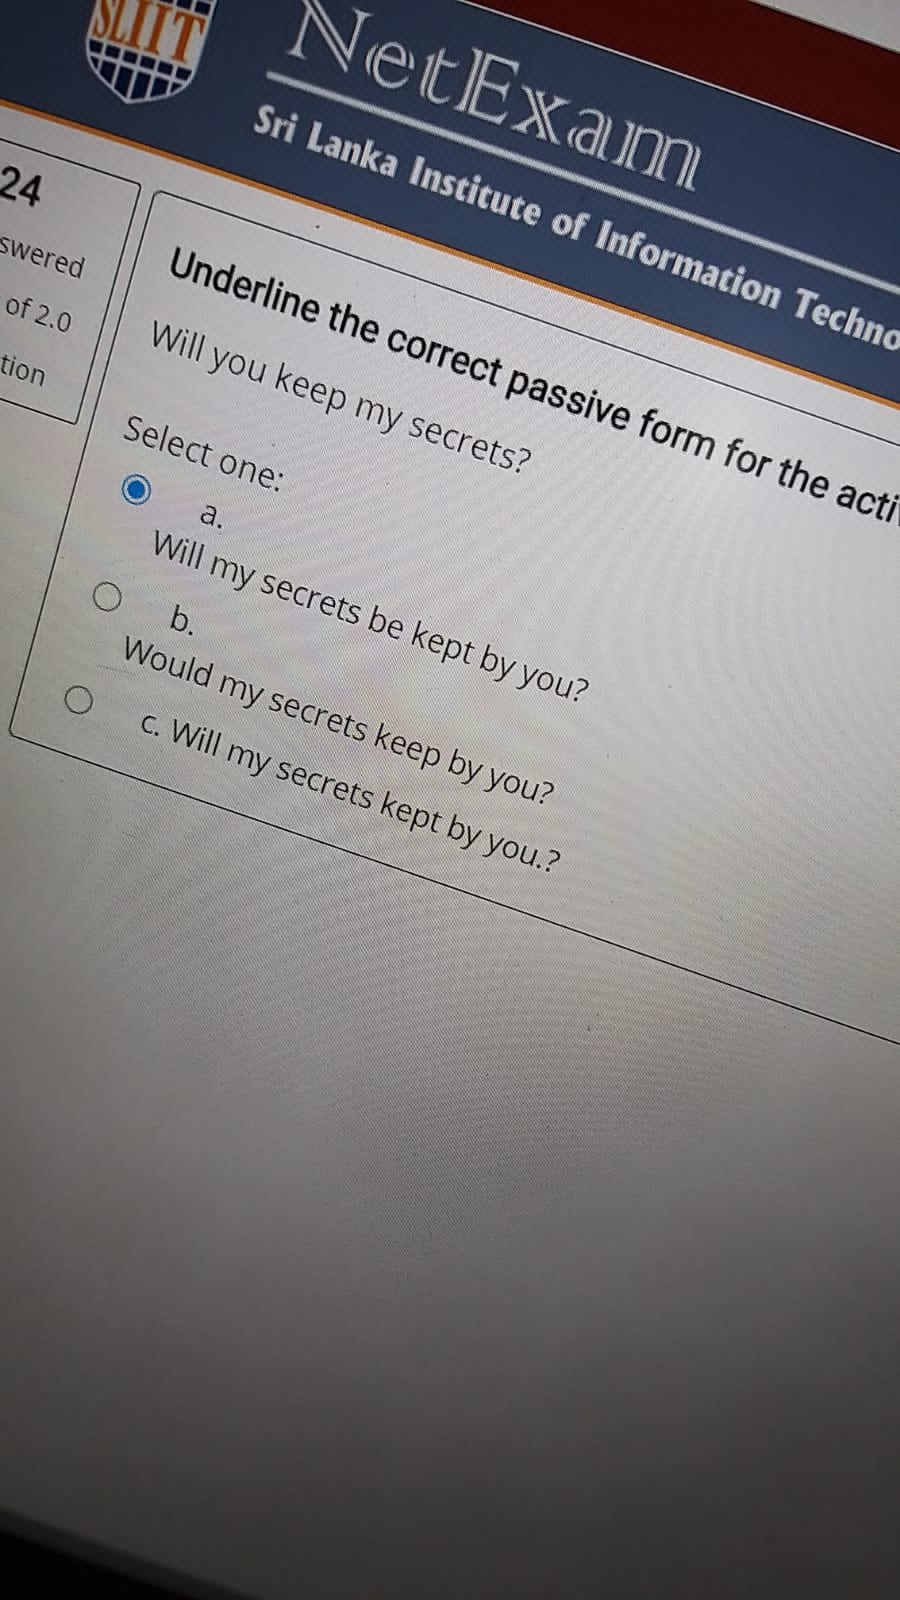 SLIIT
NetExam
Sri Lanka Institute of Information Techno
24
swered
of 2.0
tion
Underline the correct passive form for the acti
Will you keep my secrets?
Select one:
a.
Will my secrets be kept by you?
b.
Would my secrets keep by you?
c. Will my secrets kept by you.?